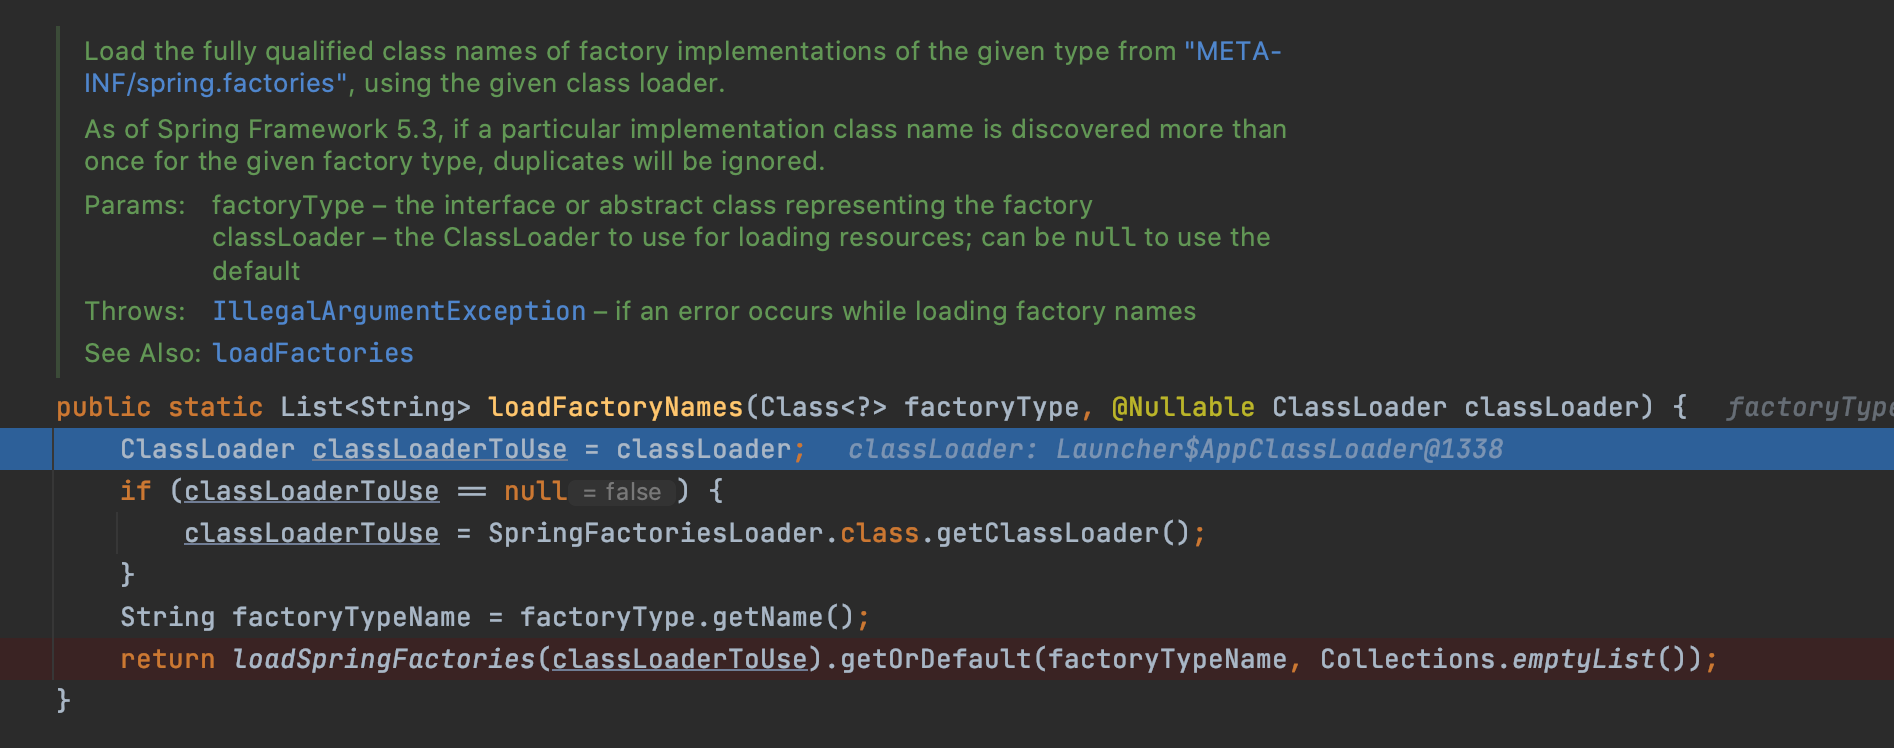 Load the fully qualified class names of factory implementations of the given type from "META-
INF/spring.factories", using the given class loader.
As of Spring Framework 5.3, if a particular implementation class name is discovered more than
once for the given factory type, duplicates will be ignored.
Params: factoryType – the interface or abstract class representing the factory
classLoader – the ClassLoader to use for loading resources; can be null to use the
default
Throws: IllegalArgumentException – if an error occurs while loading factory names
See Also: loadFactories
public static List<String> loadFactoryNames(Class<?> factoryType, @Nullable ClassLoader classLoader) { factoryType
ClassLoader classLoaderToUse = classLoader; classLoader: Launcher$AppClassLoader@1338
if (classLoaderToUse == null = false ) {
classLoaderToUse = SpringFactoriesLoader.class.getClassLoader();
}
String factoryTypeName = factoryType.getName();
return loadSpringFactories(classLoaderToUse).getOrDefault(factoryTypeName, Collections.emptyList());
}